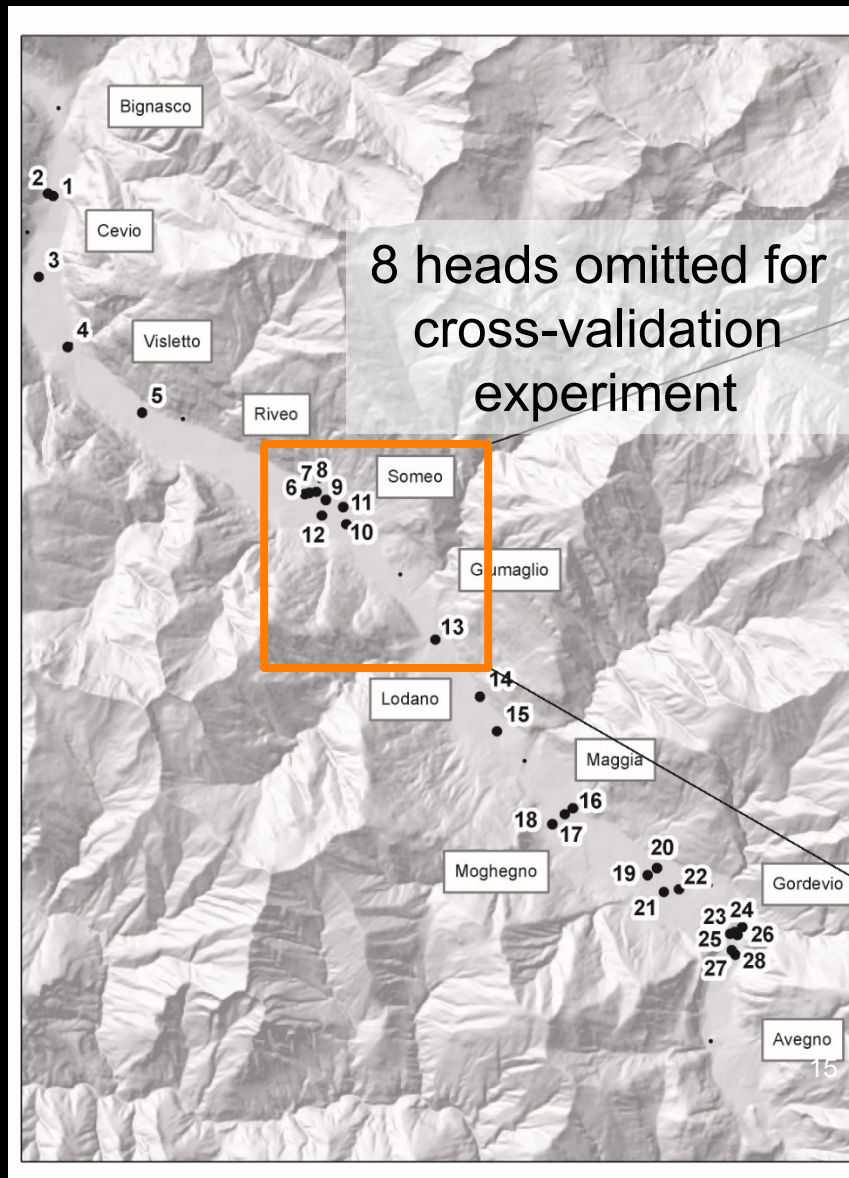 Bignasco
2 1
Cevio
3
8 heads omitted for
cross-validation
experiment
4
Visletto
5
Riveo
Someo
7 8
6 9
11
12 10
Giumaglio
13
14
Lodano
15
Maggia
16
18
17
20
Moghegno
19 22
Gordevio
21
23 24
25 26
27 28
Avegno
15